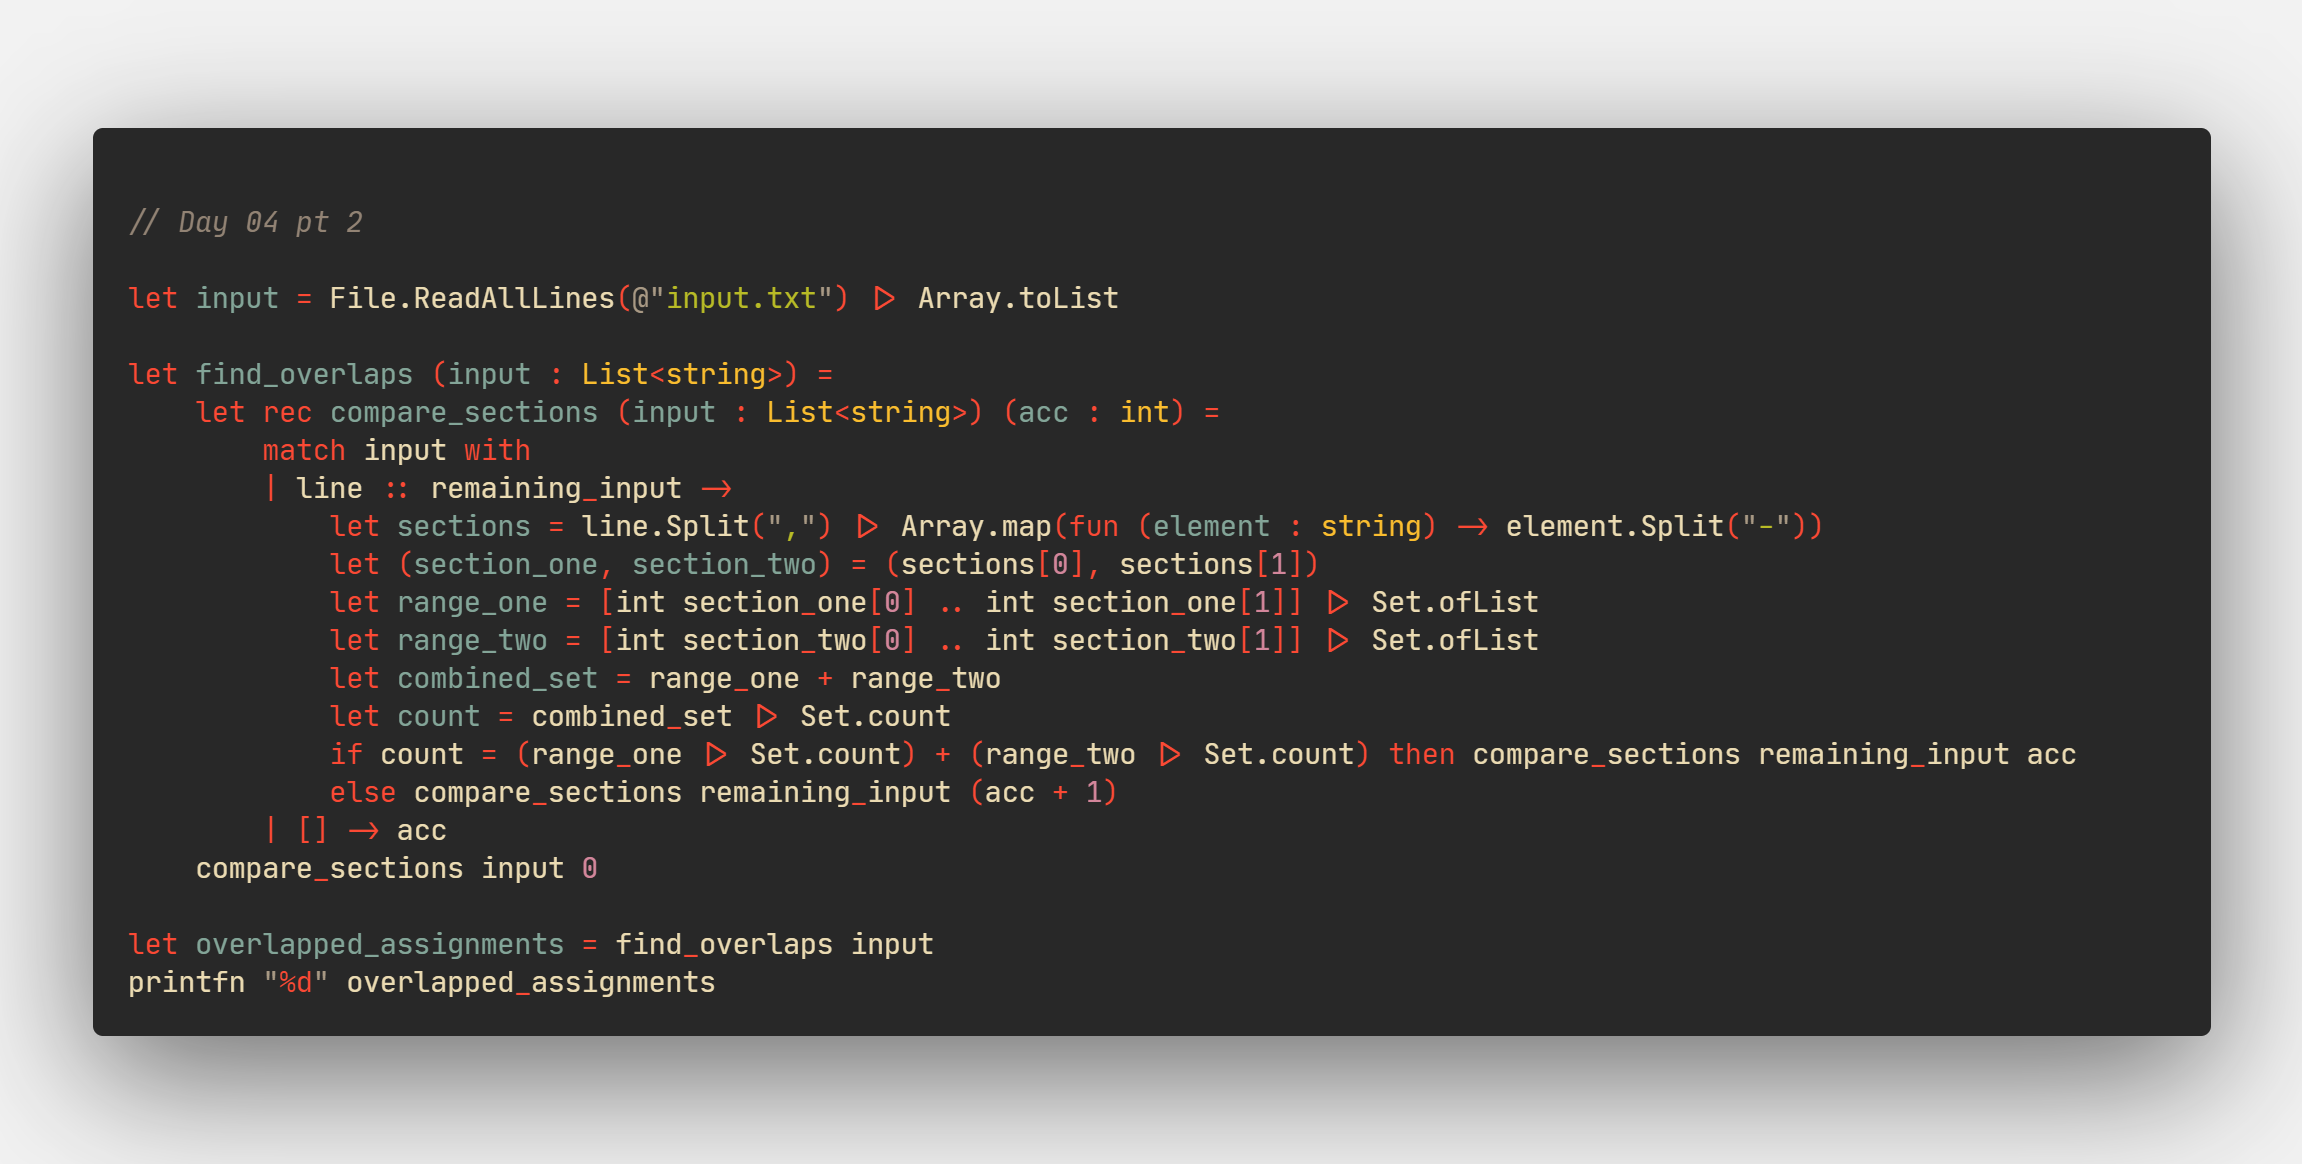 // Day 04 pt 2
let input = File.ReadAllLines(@"input.txt") |> Array.toList
let find_overlaps (input : List<string>) =
    let rec compare_sections (input : List<string>) (acc : int) =
        match input with
        | line :: remaining_input ->
            let sections = line.Split(",") |> Array.map(fun (element : string) -> element.Split("-"))
            let (section_one, section_two) = (sections[0], sections[1])
            let range_one = [int section_one[0] .. int section_one[1]] |> Set.ofList
            let range_two = [int section_two[0] .. int section_two[1]] |> Set.ofList
            let combined_set = range_one + range_two
            let count = combined_set |> Set.count
            if count = (range_one |> Set.count) + (range_two |> Set.count) then compare_sections remaining_input acc
            else compare_sections remaining_input (acc + 1)
        | [] -> acc
    compare_sections input 0
let overlapped_assignments = find_overlaps input
printfn "%d" overlapped_assignments